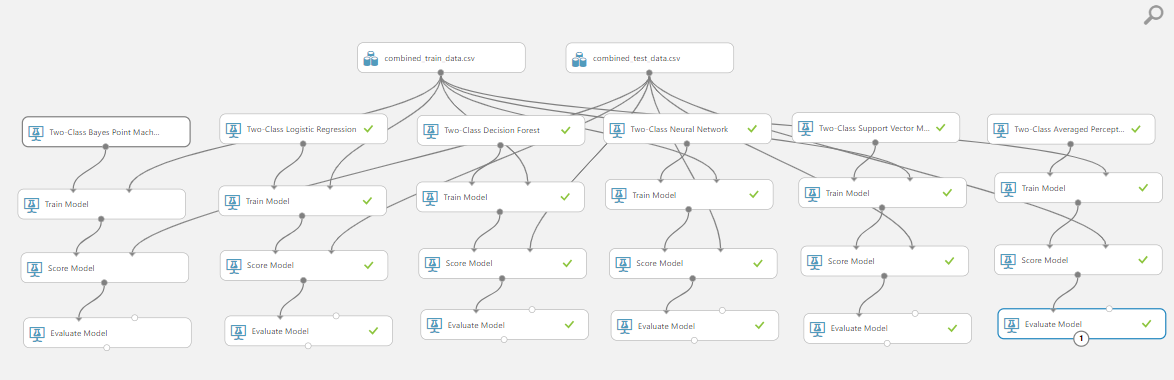 combined_train_data.csv
combined_test_data.csv
Two-Class Bayes Point Mach...
Two-Class Logistic Regression
Two-Class Decision Forest
Two-Class Neural Network
Two-Class Support Vector M...
Two-Class Averaged Percept...
Train Model
Train Model
Train Model
Train Model
Train Model
Train Model
Score Model
Score Model
Score Model
Score Model
Score Model
Score Model
Evaluate Model
Evaluate Model
Evaluate Model
Evaluate Model
Evaluate Model
Evaluate Model
1